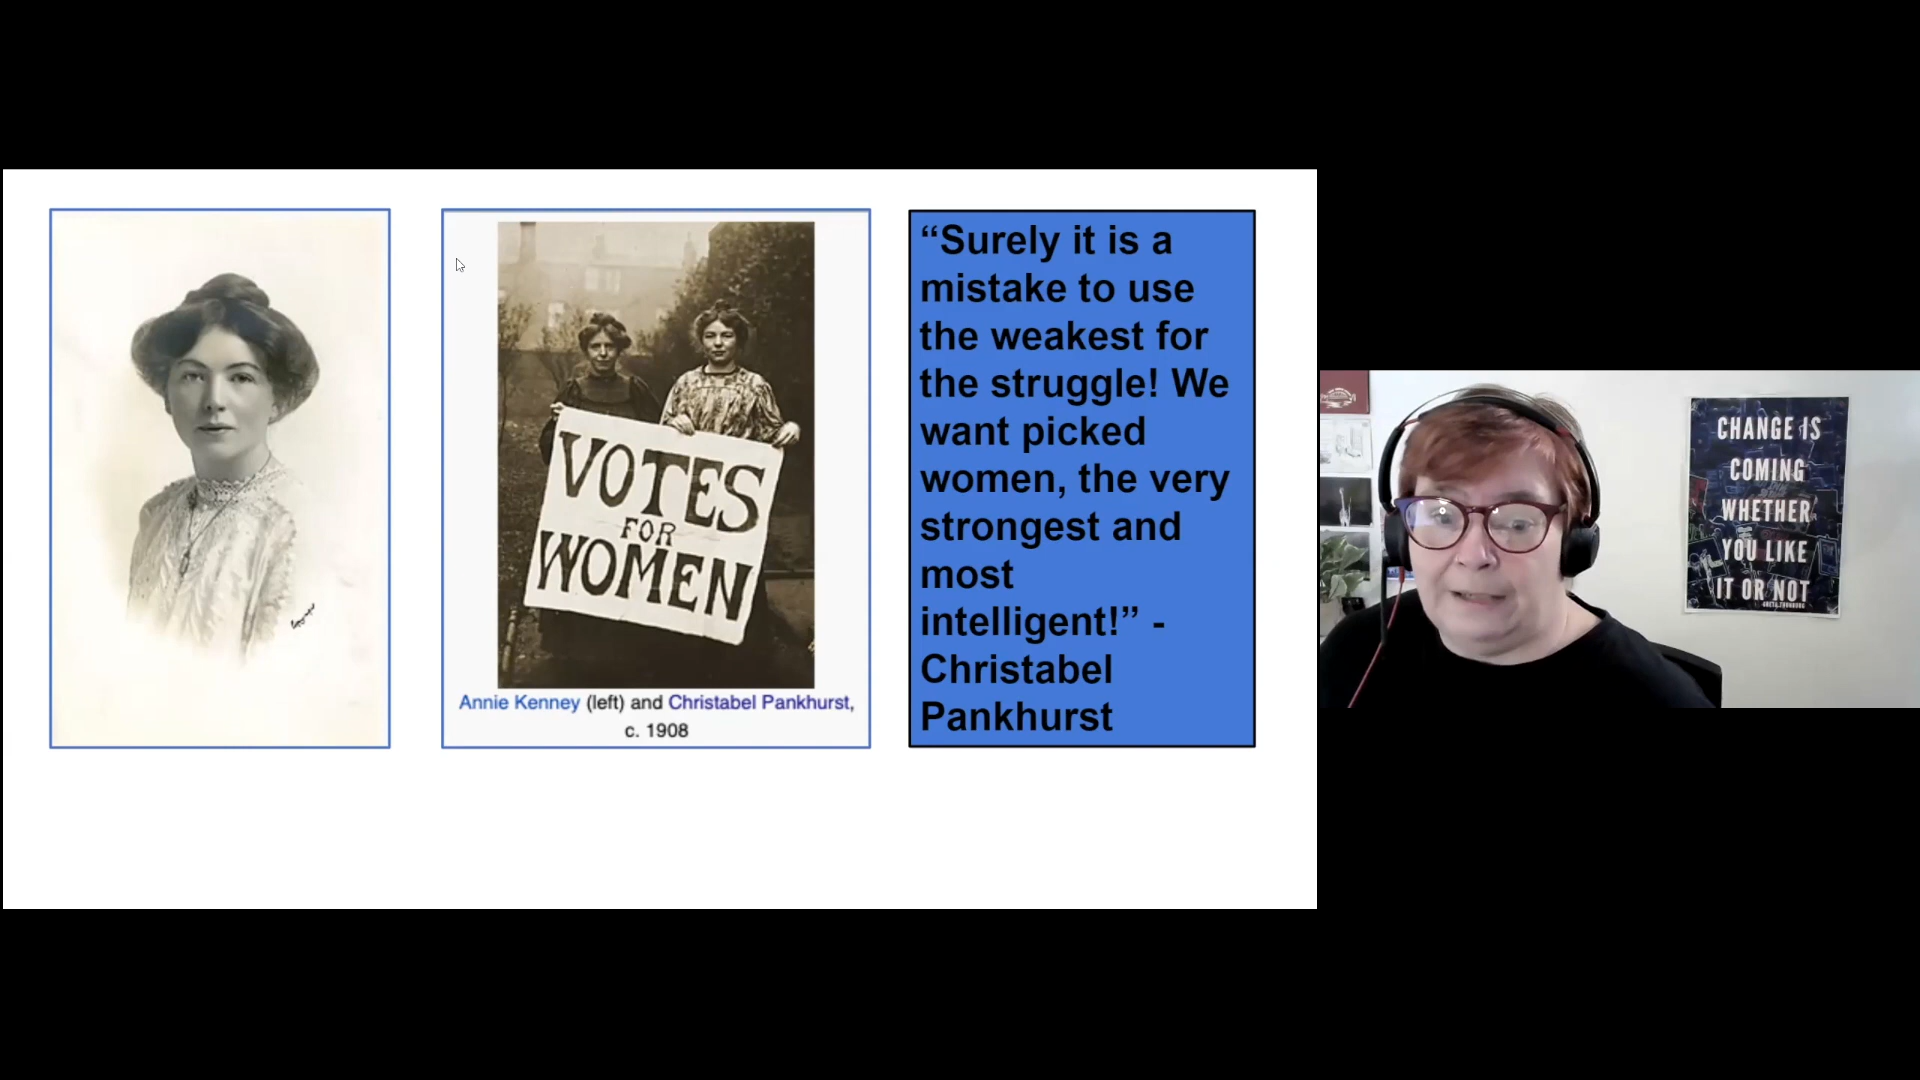 VOTES
FOR
WOMEN
Annie Kenney (left) and Christabel Pankhurst,
c. 1908
“Surely it is a
mistake to use
the weakest for
the struggle! We
want picked
women, the very
strongest and
most
intelligent!” -
Christabel
Pankhurst
CHANGE IS
COMING
WHETHER
YOU LIKE
IT OR NOT
GRETA THUNBERG